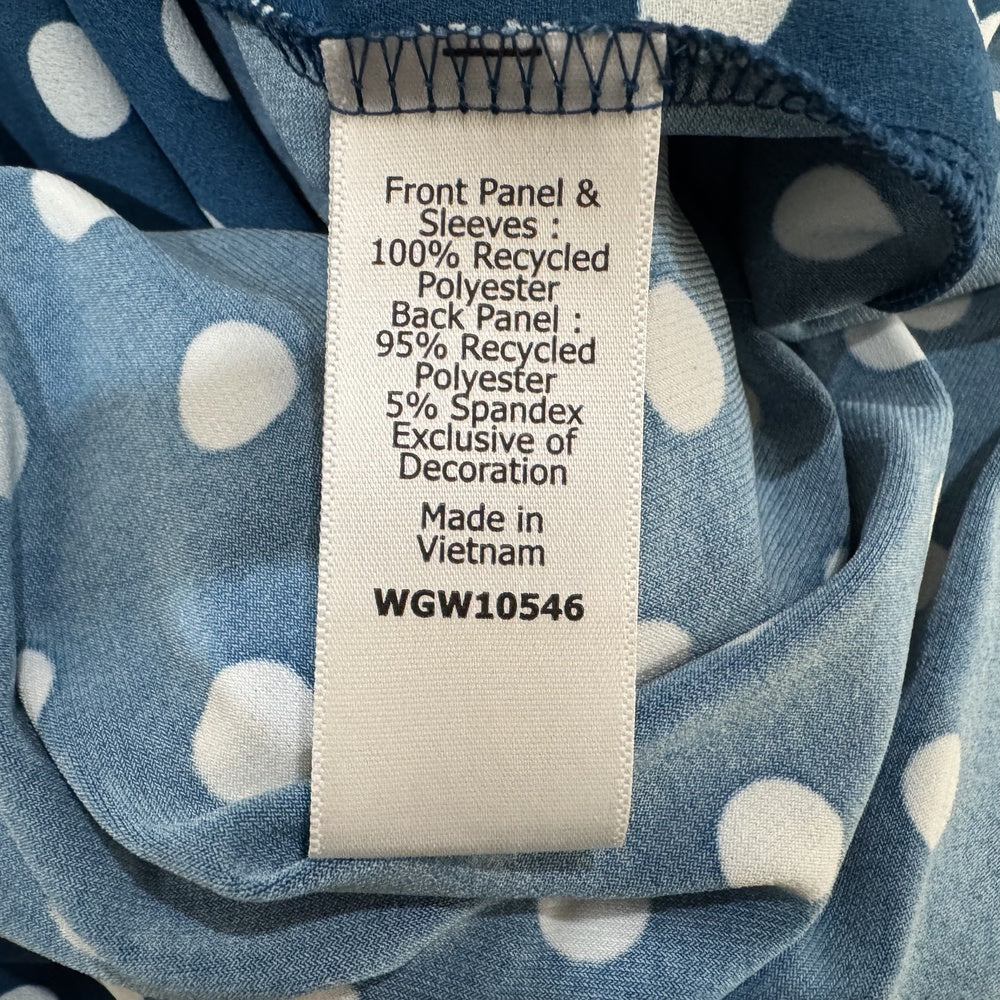 Front Panel &
Sleeves :
100% Recycled
Polyester
Back Panel :
95% Recycled
Polyester
5% Spandex
Exclusive of
Decoration
Made in
Vietnam
WGW10546